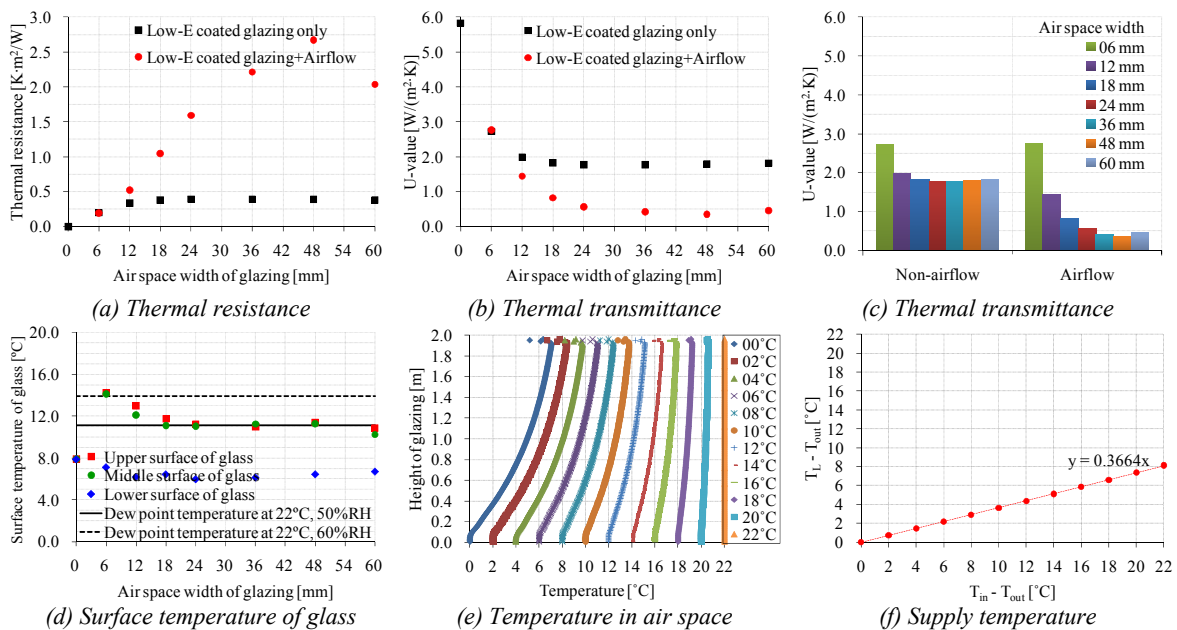 3.0
2.5
2.0
1.5
1.0
0.5
0.0
Thermal resistance [K·m²/W]
Low-E coated glazing only
Low-E coated glazing+Airflow
0 6 12 18 24 30 36 42 48 54 60
Air space width of glazing [mm]
(a) Thermal resistance
6.0
5.0
4.0
3.0
2.0
1.0
0.0
U-value [W/(m²·K)]
Low-E coated glazing only
Low-E coated glazing+Airflow
0 6 12 18 24 30 36 42 48 54 60
Air space width of glazing [mm]
(b) Thermal transmittance
6.0
5.0
4.0
3.0
2.0
1.0
0.0
U-value [W/(m²·K)]
Air space width
06 mm
12 mm
18 mm
24 mm
36 mm
48 mm
60 mm
Non-airflow Airflow
(c) Thermal transmittance
20.0
16.0
12.0
8.0
4.0
0.0
Surface temperature of glass [°C]
Upper surface of glass
Middle surface of glass
Lower surface of glass
Dew point temperature at 22°C, 50%RH
Dew point temperature at 22°C, 60%RH
0 6 12 18 24 30 36 42 48 54 60
Air space width of glazing [mm]
(d) Surface temperature of glass
2.0
1.8
1.6
1.4
1.2
1.0
0.8
0.6
0.4
0.2
0.0
Height of glazing [m]
00˚C
02˚C
04˚C
06˚C
08˚C
10˚C
12˚C
14˚C
16˚C
18˚C
20˚C
22˚C
0 2 4 6 8 10 12 14 16 18 20 22
Temperature [˚C]
(e) Temperature in air space
22
20
18
16
14
12
10
8
6
4
2
0
T_L - T_out [˚C]
y = 0.3664x
0 2 4 6 8 10 12 14 16 18 20 22
T_in - T_out [˚C]
(f) Supply temperature